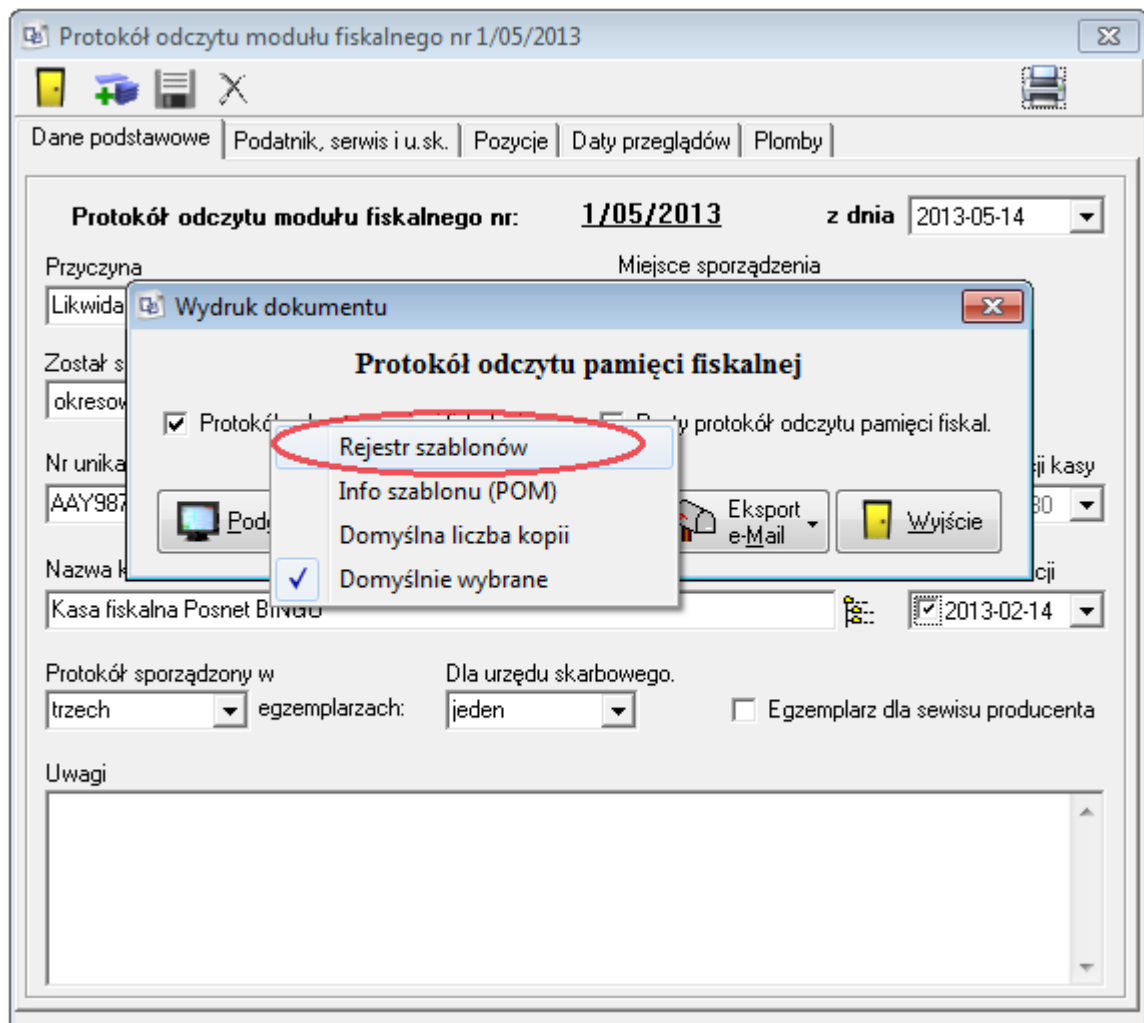 Protokół odczytu modułu fiskalnego nr 1/05/2013
Dane podstawowe Podatnik, serwis i u.sk. Pozycje Daty przeglądów Plomby
Protokół odczytu modułu fiskalnego nr: 1/05/2013 z dnia 2013-05-14
Przyczyna Miejsce sporządzenia
Likwida
Wydruk dokumentu
Został s
Protokół odczytu pamięci fiskalnej
okresow
protokół odczytu pamięci fiskal.
Rejestr szablonów
Nr unika ji kasy
Info szablonu (POM)
AAY987 Pod Eksport e-Mail Wyjście 30
Domyślna liczba kopii
Nazwa k cji
Domyślnie wybrane
Kasa fiskalna Posnet BINGO 2013-02-14
Protokół sporządzony w Dla urzędu skarbowego.
trzech egzemplarzach: jeden Egzemplarz dla sewisu producenta
Uwagi